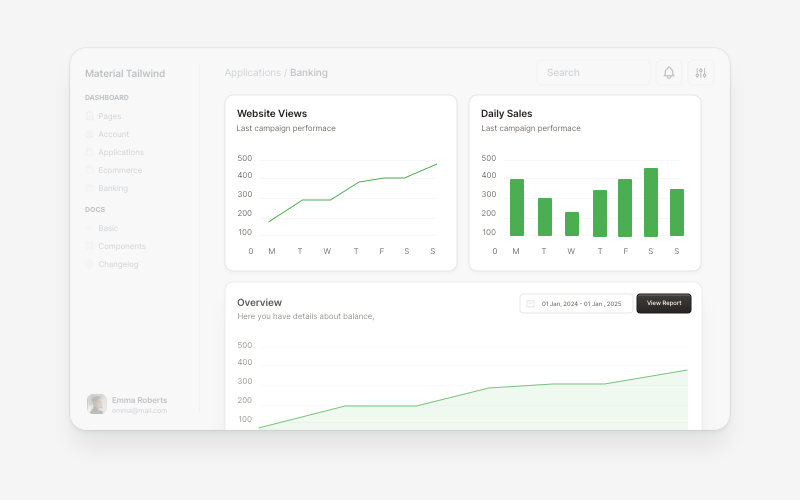 Material Tailwind
DASHBOARD
Pages
Account
Applications
Ecommerce
Banking
DOCS
Basic
Components
Changelog
Emma Roberts
emma@mail.com
Applications / Banking
Search
Website Views
Last campaign performace
500
400
300
200
100
0 M T W T F S S
Daily Sales
Last campaign performace
500
400
300
200
100
0 M T W T F S S
Overview
Here you have details about balance,
01 Jan, 2024 - 01 Jan , 2025
View Report
500
400
300
200
100